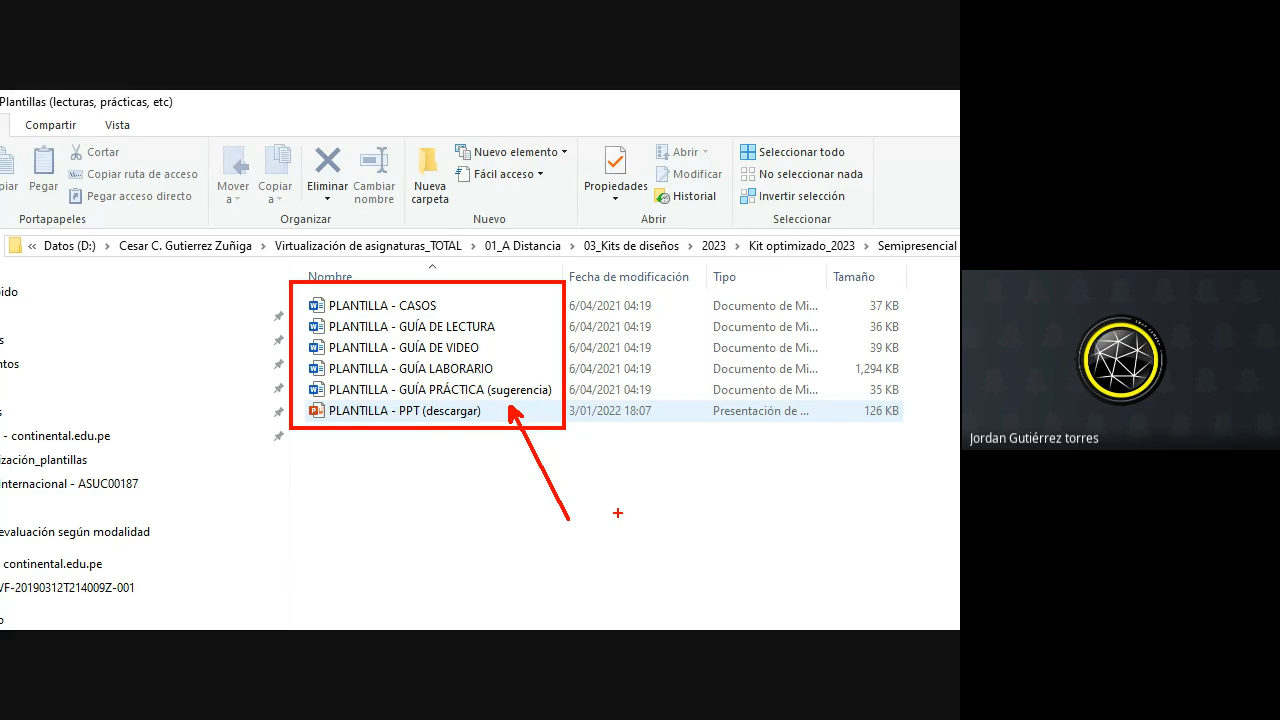 Plantillas (lecturas, prácticas, etc)
Compartir Vista
Cortar
Copiar ruta de acceso
Pegar acceso directo
piar Pegar
Portapapeles
Mover a Copiar a Eliminar Cambiar nombre
Organizar
Nueva carpeta
Nuevo elemento
Fácil acceso
Nuevo
Propiedades
Abrir
Modificar
Historial
Abrir
Seleccionar todo
No seleccionar nada
Invertir selección
Seleccionar
« Datos (D:) › Cesar C. Gutierrez Zuñiga › Virtualización de asignaturas_TOTAL › 01_A Distancia › 03_Kits de diseños › 2023 › Kit optimizado_2023 › Semipresencial
Nombre Fecha de modificación Tipo Tamaño
PLANTILLA - CASOS 6/04/2021 04:19 Documento de Mi... 37 KB
PLANTILLA - GUÍA DE LECTURA 6/04/2021 04:19 Documento de Mi... 36 KB
PLANTILLA - GUÍA DE VIDEO 6/04/2021 04:19 Documento de Mi... 39 KB
PLANTILLA - GUÍA LABORARIO 6/04/2021 04:19 Documento de Mi... 1,294 KB
PLANTILLA - GUÍA PRÁCTICA (sugerencia) 6/04/2021 04:19 Documento de Mi... 35 KB
PLANTILLA - PPT (descargar) 3/01/2022 18:07 Presentación de ... 126 KB
pido
s
ntos
s
- continental.edu.pe
ización_plantillas
nternacional - ASUC00187
evaluación según modalidad
continental.edu.pe
VF-20190312T214009Z-001
o
Jordan Gutiérrez torres